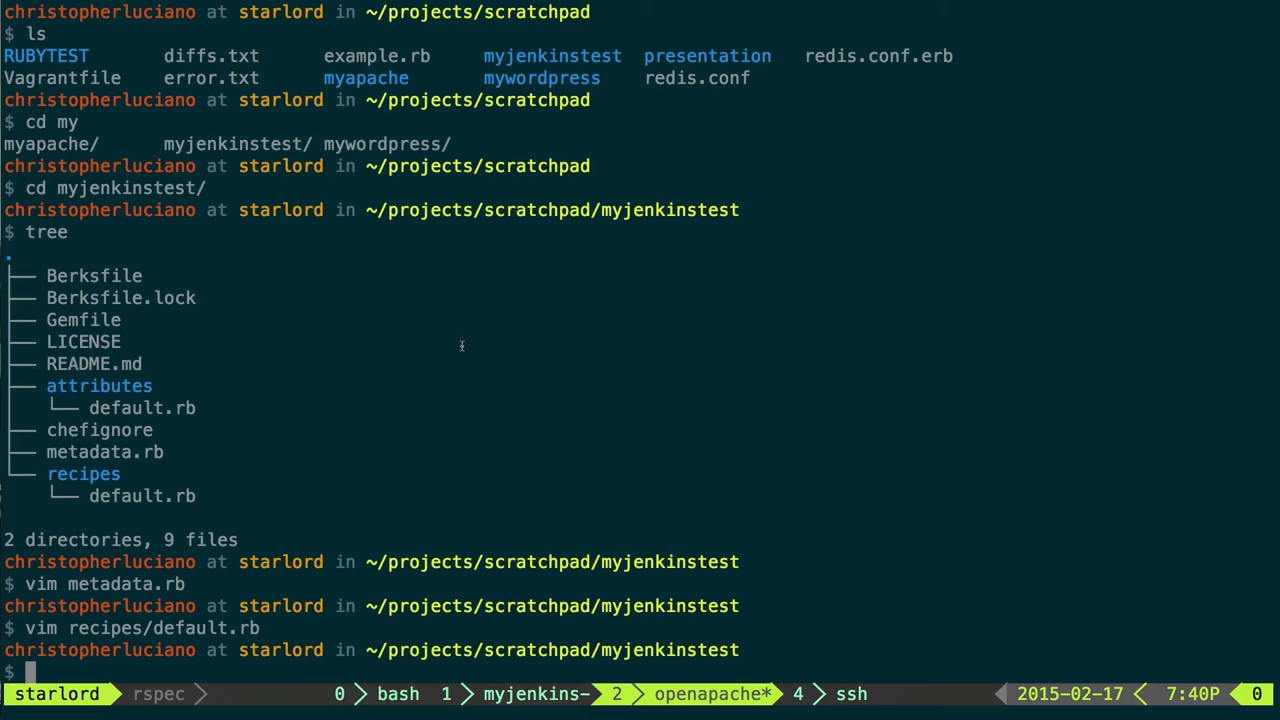 christopherluciano at starlord in ~/projects/scratchpad
$ ls
RUBYTEST diffs.txt example.rb myjenkinstest presentation redis.conf.erb
Vagrantfile error.txt myapache mywordpress redis.conf
christopherluciano at starlord in ~/projects/scratchpad
$ cd my
myapache/ myjenkinstest/ mywordpress/
christopherluciano at starlord in ~/projects/scratchpad
$ cd myjenkinstest/
christopherluciano at starlord in ~/projects/scratchpad/myjenkinstest
$ tree
.
├── Berksfile
├── Berksfile.lock
├── Gemfile
├── LICENSE
├── README.md
├── attributes
│   └── default.rb
├── chefignore
├── metadata.rb
└── recipes
    └── default.rb
2 directories, 9 files
christopherluciano at starlord in ~/projects/scratchpad/myjenkinstest
$ vim metadata.rb
christopherluciano at starlord in ~/projects/scratchpad/myjenkinstest
$ vim recipes/default.rb
christopherluciano at starlord in ~/projects/scratchpad/myjenkinstest
$
starlord rspec 0 bash 1 myjenkins- 2 openapache* 4 ssh 2015-02-17 7:40P 0